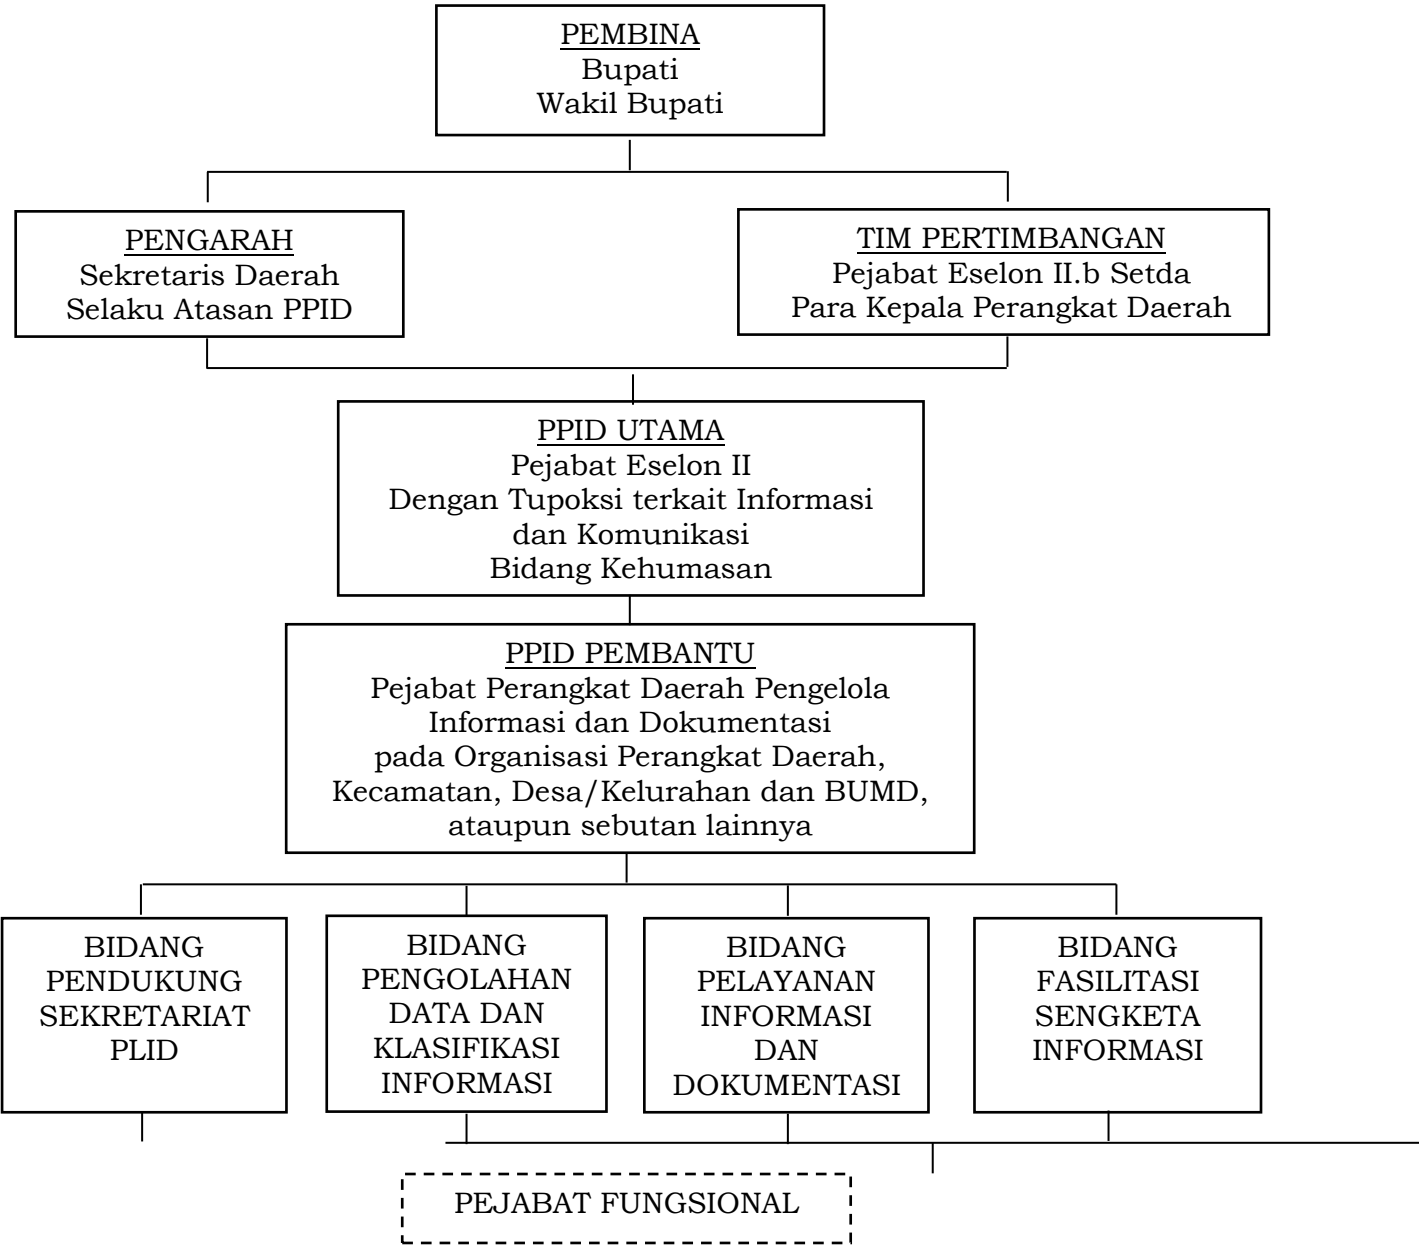 PEMBINA
Bupati
Wakil Bupati
PENGARAH
Sekretaris Daerah
Selaku Atasan PPID
TIM PERTIMBANGAN
Pejabat Eselon II.b Setda
Para Kepala Perangkat Daerah
PPID UTAMA
Pejabat Eselon II
Dengan Tupoksi terkait Informasi
dan Komunikasi
Bidang Kehumasan
PPID PEMBANTU
Pejabat Perangkat Daerah Pengelola
Informasi dan Dokumentasi
pada Organisasi Perangkat Daerah,
Kecamatan, Desa/Kelurahan dan BUMD,
ataupun sebutan lainnya
BIDANG
PENDUKUNG
SEKRETARIAT
PLID
BIDANG
PENGOLAHAN
DATA DAN
KLASIFIKASI
INFORMASI
BIDANG
PELAYANAN
INFORMASI
DAN
DOKUMENTASI
BIDANG
FASILITASI
SENGKETA
INFORMASI
PEJABAT FUNGSIONAL